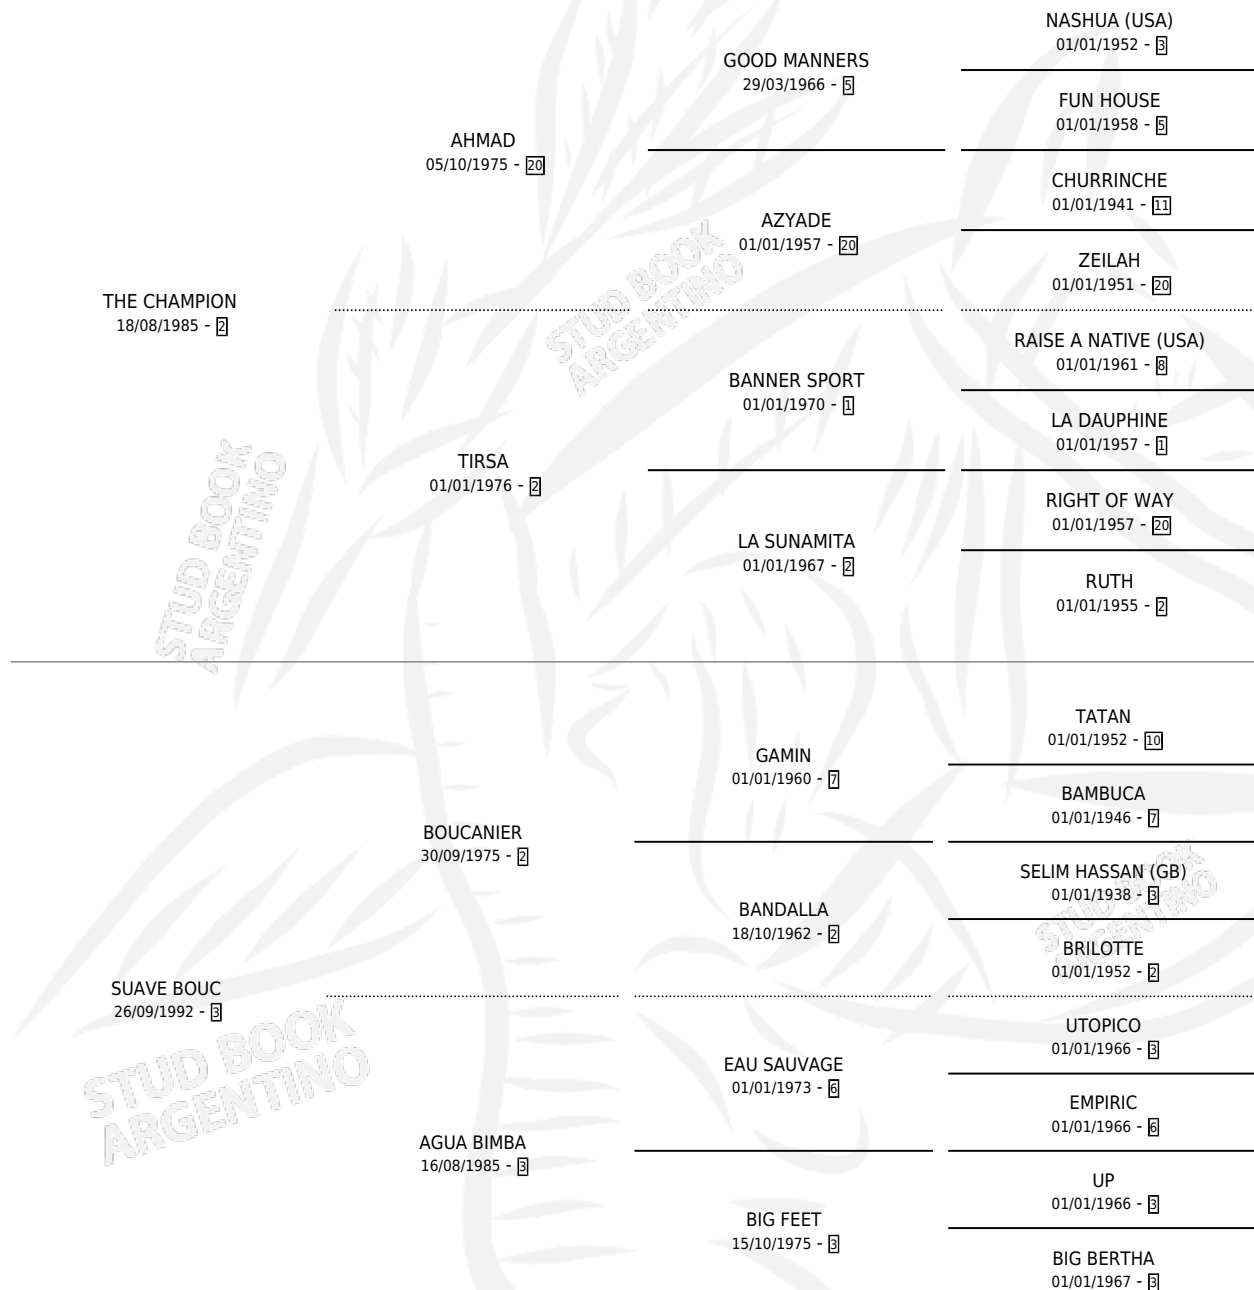 NASHUA (USA)
01/01/1952 - 3
GOOD MANNERS
29/03/1966 - 5
FUN HOUSE
01/01/1958 - 5
AHMAD
05/10/1975 - 20
CHURRINCHE
01/01/1941 - 11
AZYADE
01/01/1957 - 20
ZEILAH
01/01/1951 - 20
THE CHAMPION
18/08/1985 - 2
STUD BOOK
ARGENTINO
RAISE A NATIVE (USA)
01/01/1961 - 8
BANNER SPORT
01/01/1970 - 1
LA DAUPHINE
01/01/1957 - 1
TIRSA
01/01/1976 - 2
RIGHT OF WAY
01/01/1957 - 20
LA SUNAMITA
01/01/1967 - 2
RUTH
01/01/1955 - 2
STUD BOOK
ARGENTINO
TATAN
01/01/1952 - 10
GAMIN
01/01/1960 - 7
BAMBUCA
01/01/1946 - 7
BOUCANIER
30/09/1975 - 2
SELIM HASSAN (GB)
01/01/1938 - 3
BANDALLA
18/10/1962 - 2
BRILOTTE
01/01/1952 - 2
STUD BOOK
ARGENTINO
SUAVE BOUC
26/09/1992 - 3
STUD BOOK
ARGENTINO
UTOPICO
01/01/1966 - 3
EAU SAUVAGE
01/01/1973 - 6
EMPIRIC
01/01/1966 - 6
AGUA BIMBA
16/08/1985 - 3
UP
01/01/1966 - 3
BIG FEET
15/10/1975 - 3
BIG BERTHA
01/01/1967 - 3